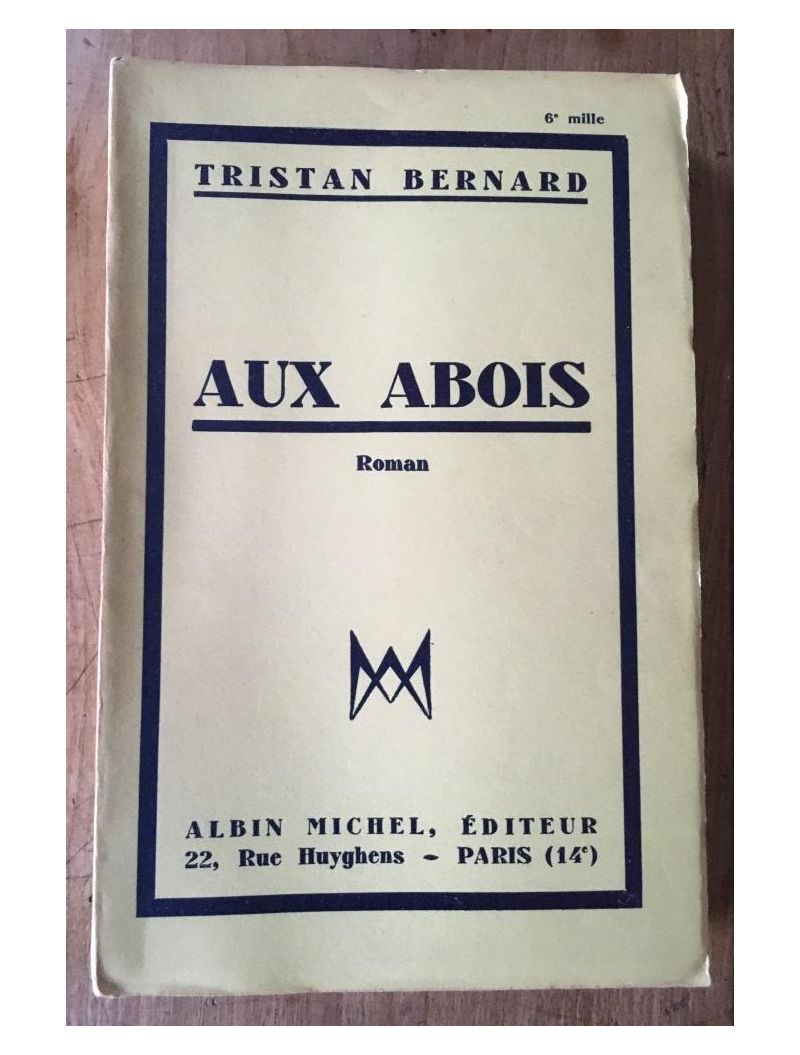 6ᵉ mille
TRISTAN BERNARD
AUX ABOIS
Roman
ALBIN MICHEL, ÉDITEUR
22, Rue Huyghens - PARIS (14ᵉ)